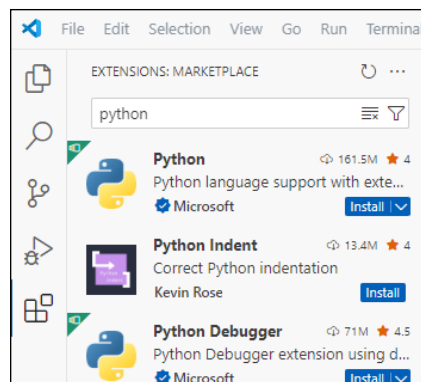 File Edit Selection View Go Run Terminal
EXTENSIONS: MARKETPLACE
python
Python 161.5M 4
Python language support with exte...
Microsoft Install
Python Indent 13.4M 4
Correct Python indentation
Kevin Rose Install
Python Debugger 71M 4.5
Python Debugger extension using d...
Microsoft Install